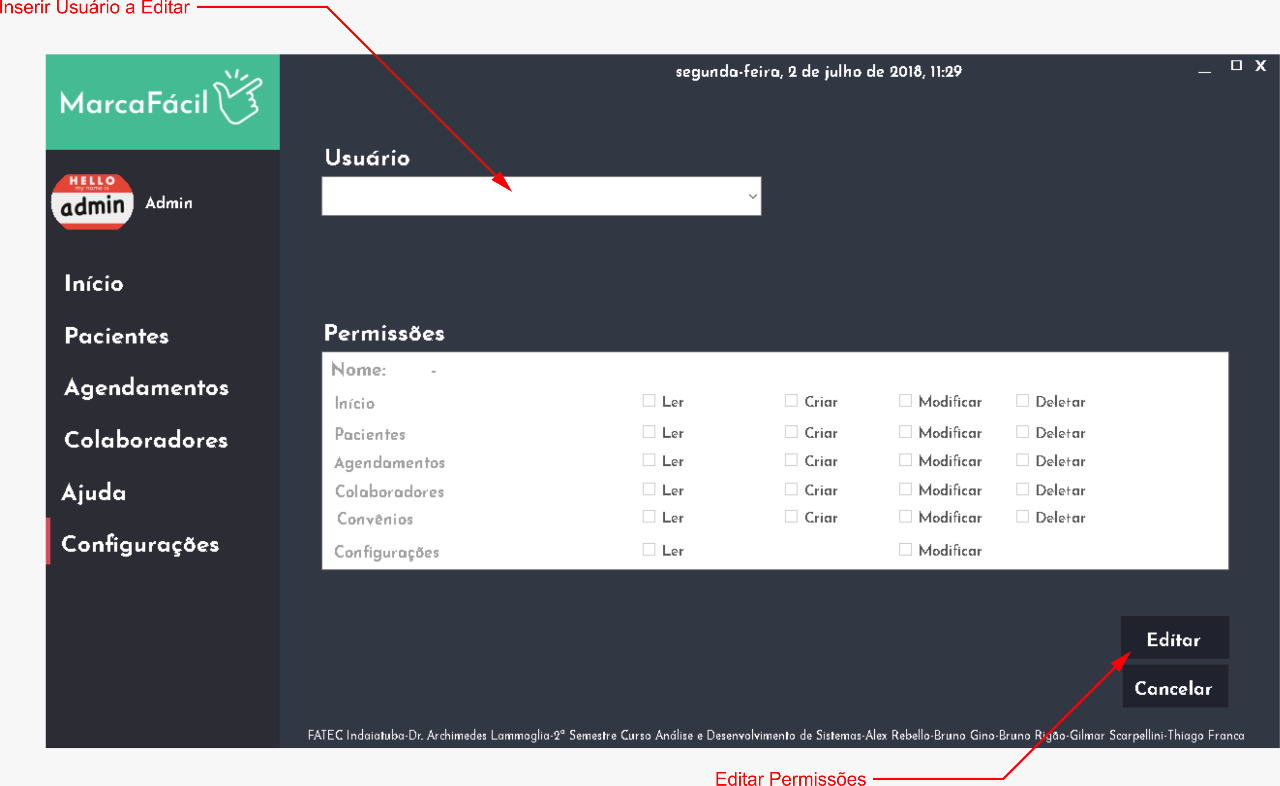 Inserir Usuário a Editar
segunda-feira, 2 de julho de 2018, 11:29
X
MarcaFácil
HELLO
my name is
admin
Admin
Início
Pacientes
Agendamentos
Colaboradores
Ajuda
Configurações
Usuário
Permissões
Nome: -
Início Ler Criar Modificar Deletar
Pacientes Ler Criar Modificar Deletar
Agendamentos Ler Criar Modificar Deletar
Colaboradores Ler Criar Modificar Deletar
Convênios Ler Criar Modificar Deletar
Configurações Ler Modificar
Editar
Cancelar
FATEC Indaiatuba-Dr. Archimedes Lammoglia-2º Semestre Curso Análise e Desenvolvimento de Sistemas-Alex Rebello-Bruno Gino-Bruno Rigão-Gilmar Scarpellini-Thiago Franca
Editar Permissões